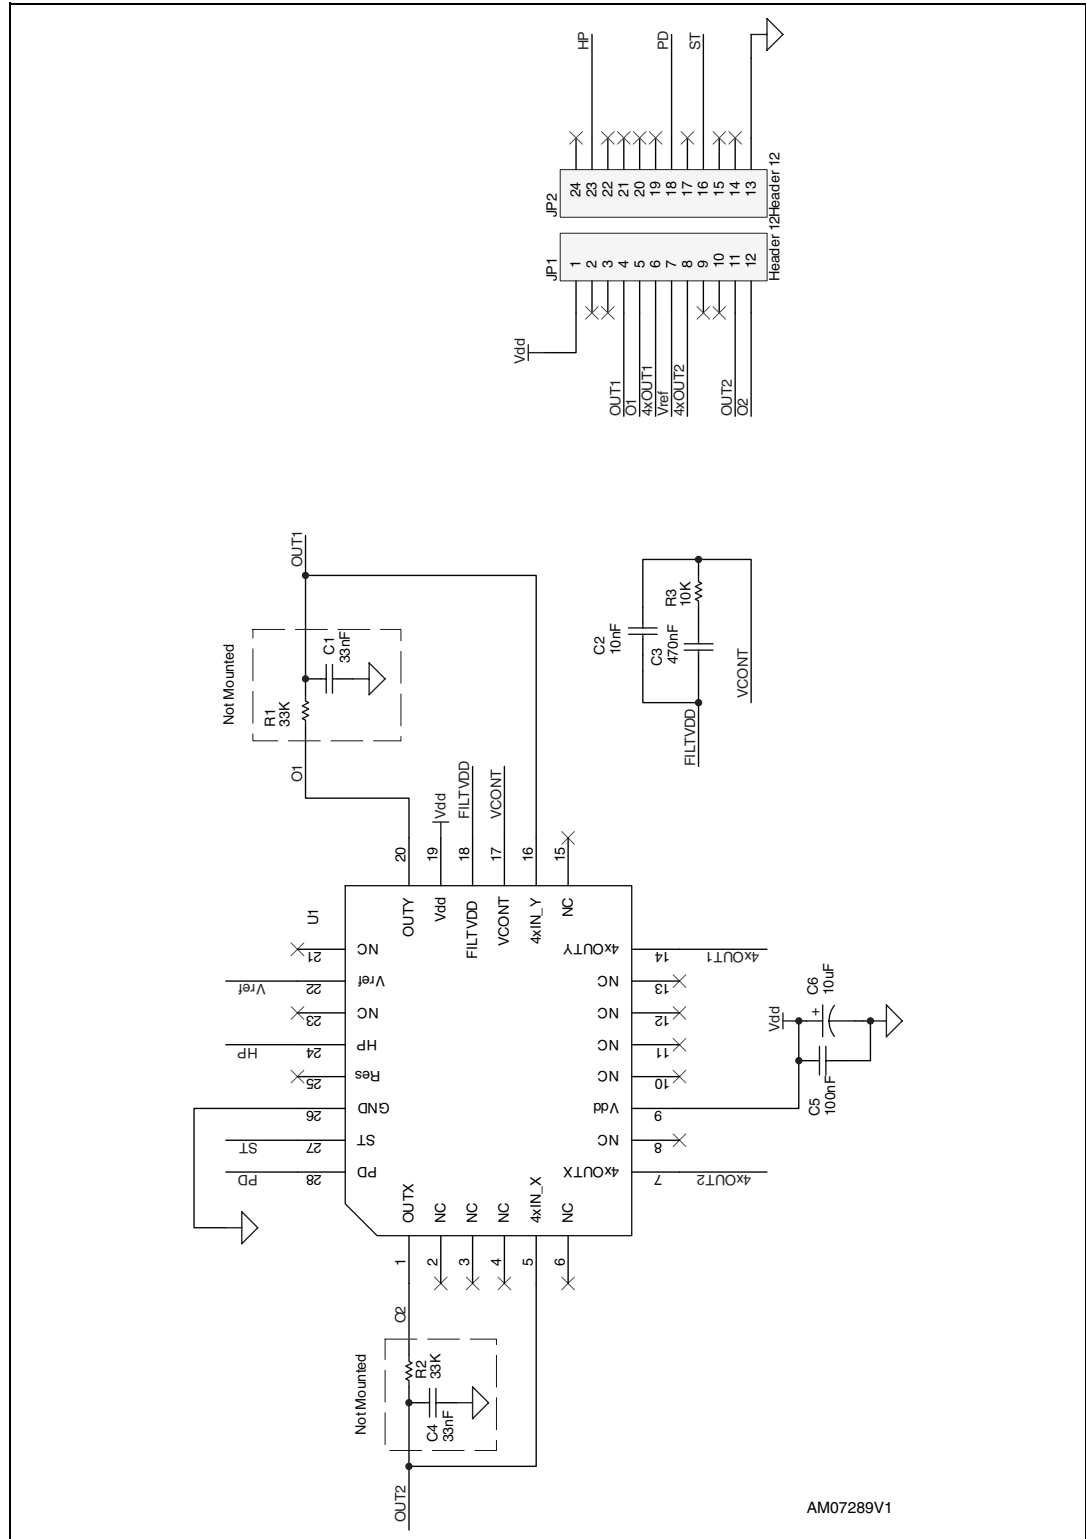 HP
PD
ST
JP2
24
23
22
21
20
19
18
17
16
15
14
13
Header 12
JP1
1
2
3
4
5
6
7
8
9
10
11
12
Header 12
Vdd
OUT1
O1
4xOUT1
Vref
4xOUT2
OUT2
O2
OUT1
Not Mounted
R1
33K
C1
33nF
O1
C2
10nF
C3
470nF
R3
10K
FILTVDD
VCONT
Vdd
FILTVDD
VCONT
20
19
18
17
16
15
U1
OUTY
Vdd
FILTVDD
VCONT
4xIN_Y
NC
21
NC
22
Vref
Vref
23
NC
24
HP
HP
25
Res
26
GND
27
ST
ST
28
PD
PD
4xOUTY
14
4xOUT1
NC
13
NC
12
NC
11
NC
10
Vdd
9
NC
8
4xOUTX
7
4xOUT2
Vdd
+
C6
10uF
C5
100nF
OUTX
NC
NC
NC
4xIN_X
NC
1
2
3
4
5
6
O2
Not Mounted
R2
33K
C4
33nF
OUT2
AM07289V1